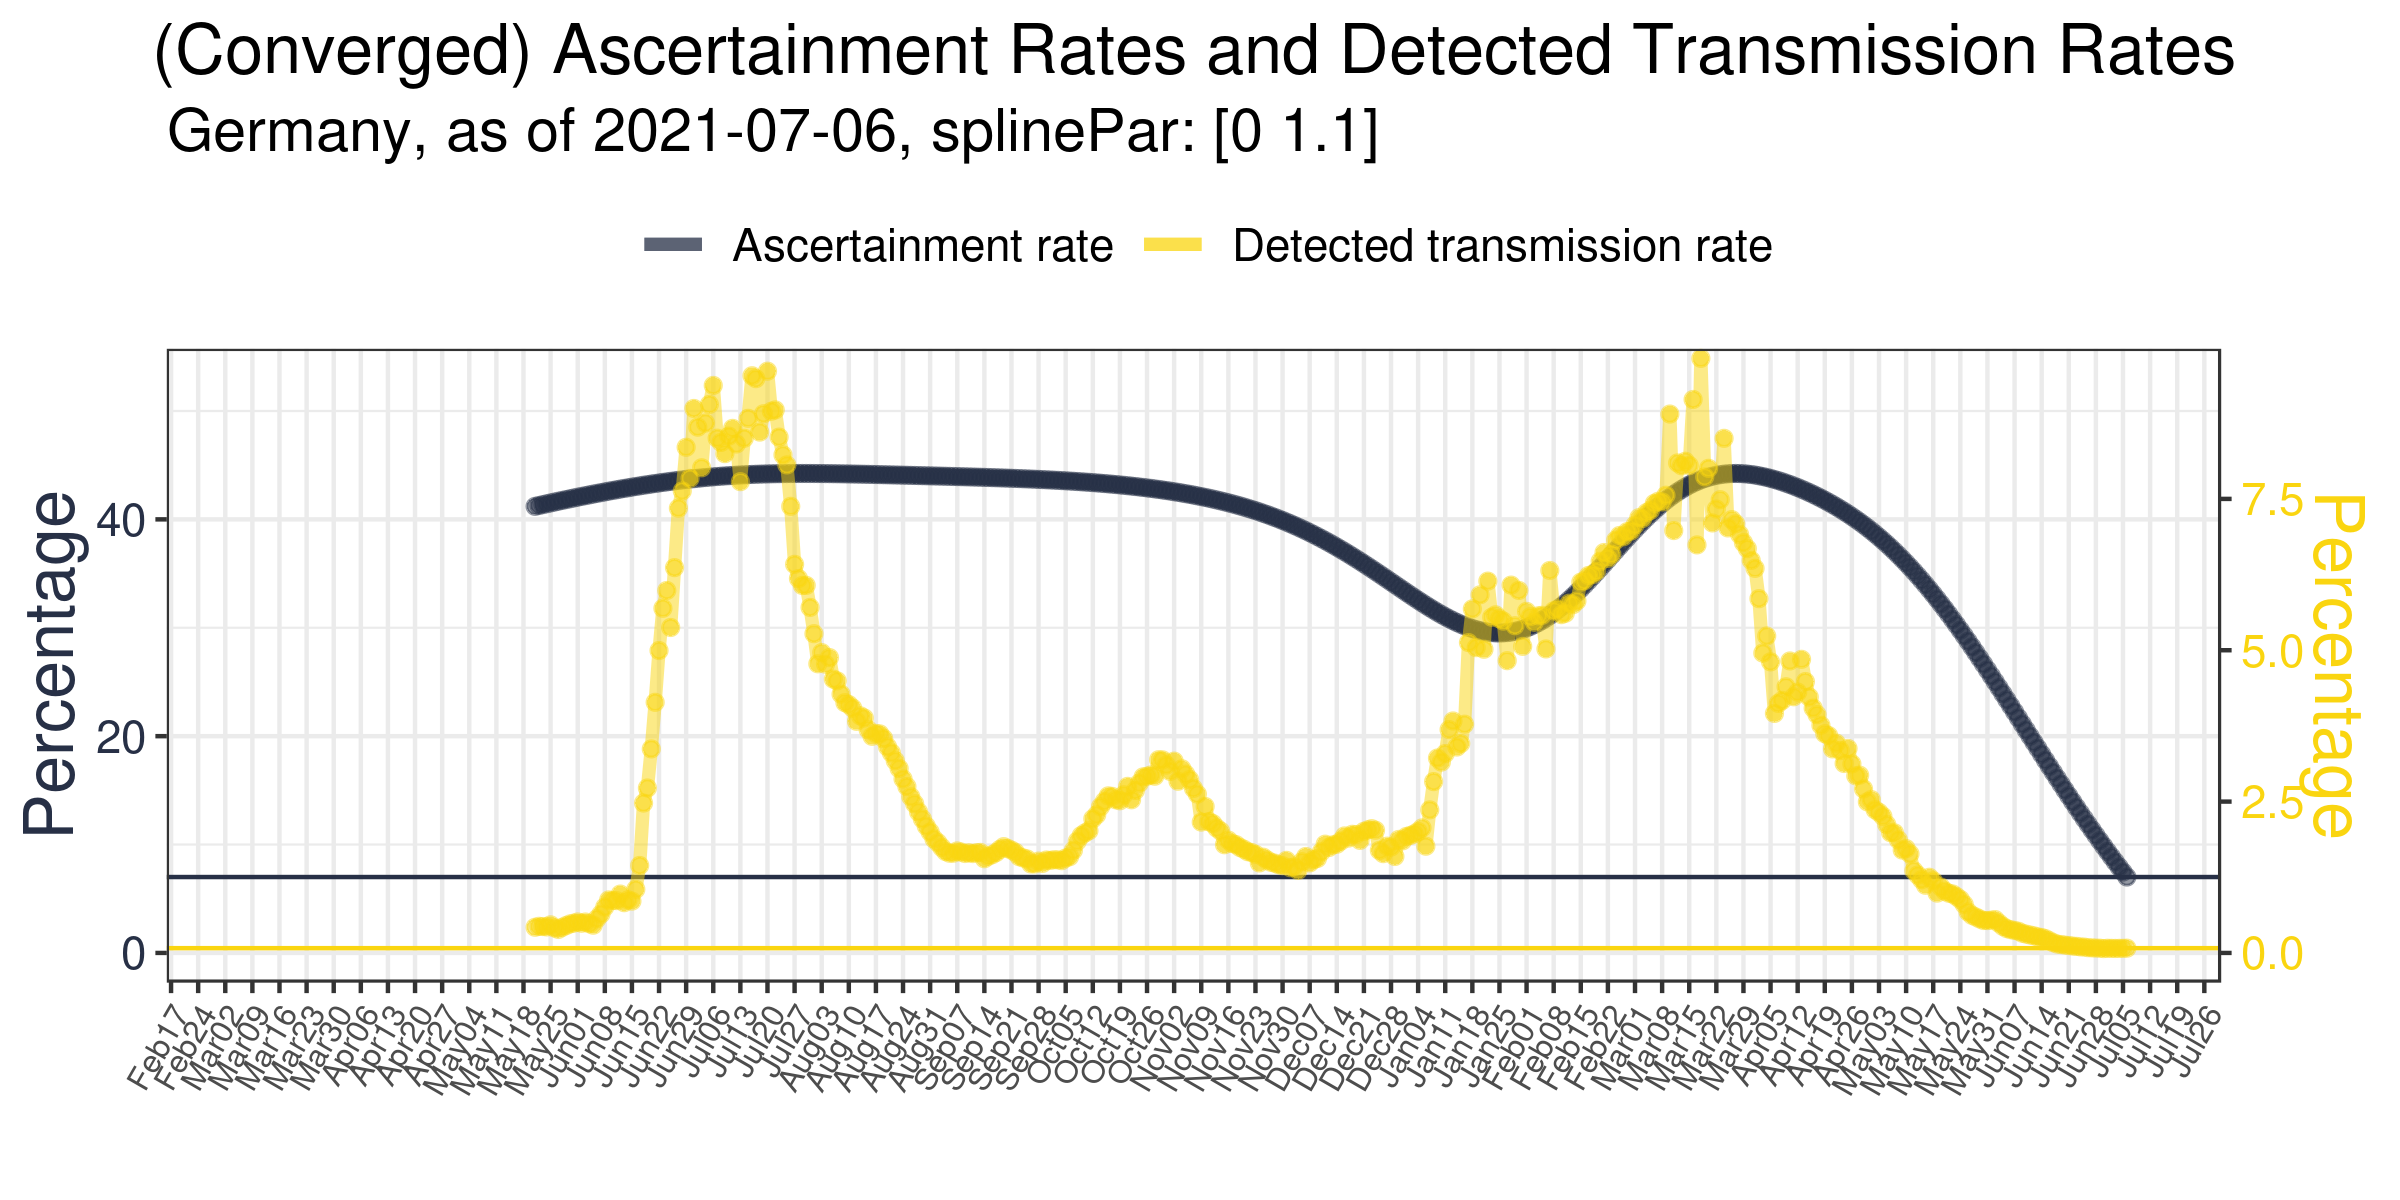 (Converged) Ascertainment Rates and Detected Transmission Rates
Germany, as of 2021-07-06, splinePar: [0 1.1]
Ascertainment rate
Detected transmission rate
Percentage
40
20
0
7.5
5.0
2.5
0.0
Percentage
Feb17
Feb24
Mar02
Mar09
Mar16
Mar23
Mar30
Apr06
Apr13
Apr20
Apr27
May04
May11
May18
May25
Jun01
Jun08
Jun15
Jun22
Jun29
Jul06
Jul13
Jul20
Jul27
Aug03
Aug10
Aug17
Aug24
Aug31
Sep07
Sep14
Sep21
Sep28
Oct05
Oct12
Oct19
Oct26
Nov02
Nov09
Nov16
Nov23
Nov30
Dec07
Dec14
Dec21
Dec28
Jan04
Jan11
Jan18
Jan25
Feb01
Feb08
Feb15
Feb22
Mar01
Mar08
Mar15
Mar22
Mar29
Apr05
Apr12
Apr19
Apr26
May03
May10
May17
May24
May31
Jun07
Jun14
Jun21
Jun28
Jul05
Jul12
Jul19
Jul26